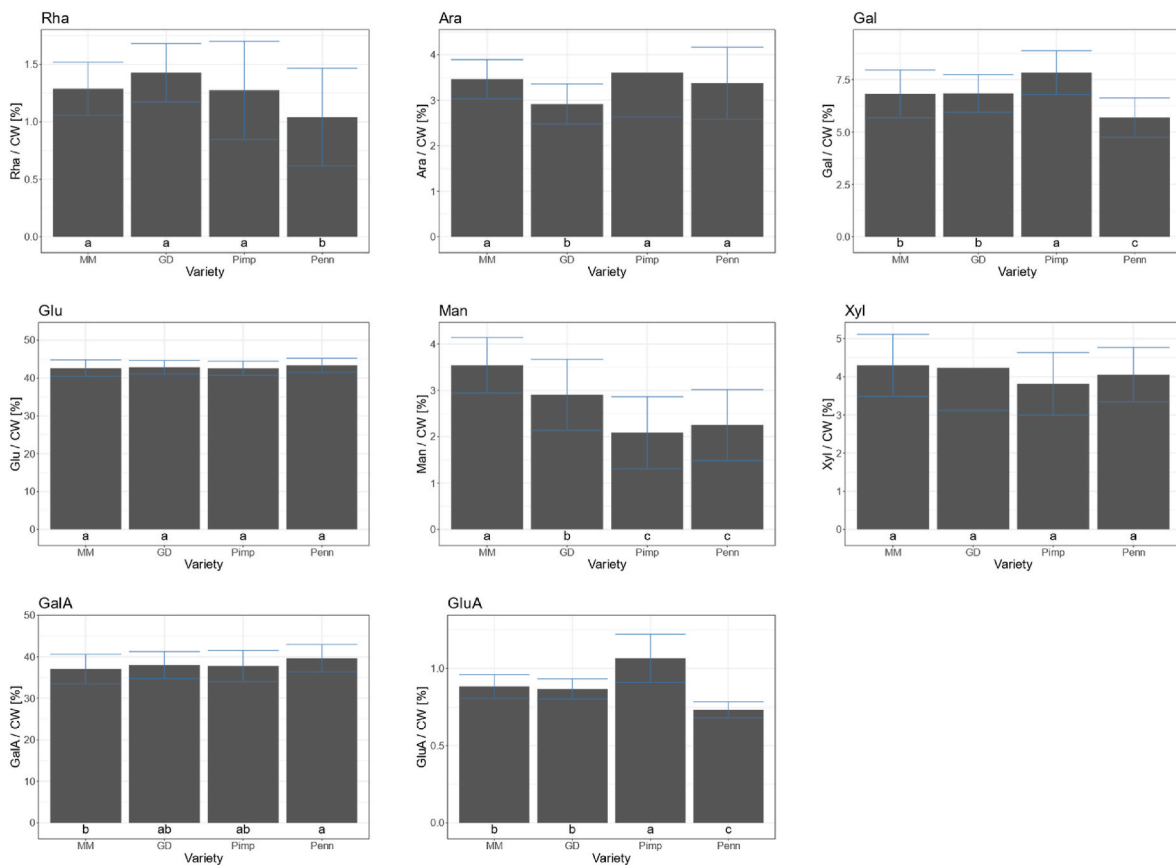 Rha
Rha / CW [%]
1.5
1.0
0.5
0.0
a a a b
MM GD Pimp Penn
Variety
Ara
Ara / CW [%]
4
3
2
1
0
a b a a
MM GD Pimp Penn
Variety
Gal
Gal / CW [%]
7.5
5.0
2.5
0.0
b b a c
MM GD Pimp Penn
Variety
Glu
Glu / CW [%]
50
40
30
20
10
0
a a a a
MM GD Pimp Penn
Variety
Man
Man / CW [%]
4
3
2
1
0
a b c c
MM GD Pimp Penn
Variety
Xyl
Xyl / CW [%]
5
4
3
2
1
0
a a a a
MM GD Pimp Penn
Variety
GalA
GalA / CW [%]
50
40
30
20
10
0
b ab ab a
MM GD Pimp Penn
Variety
GluA
GluA / CW [%]
1.0
0.5
0.0
b b a c
MM GD Pimp Penn
Variety